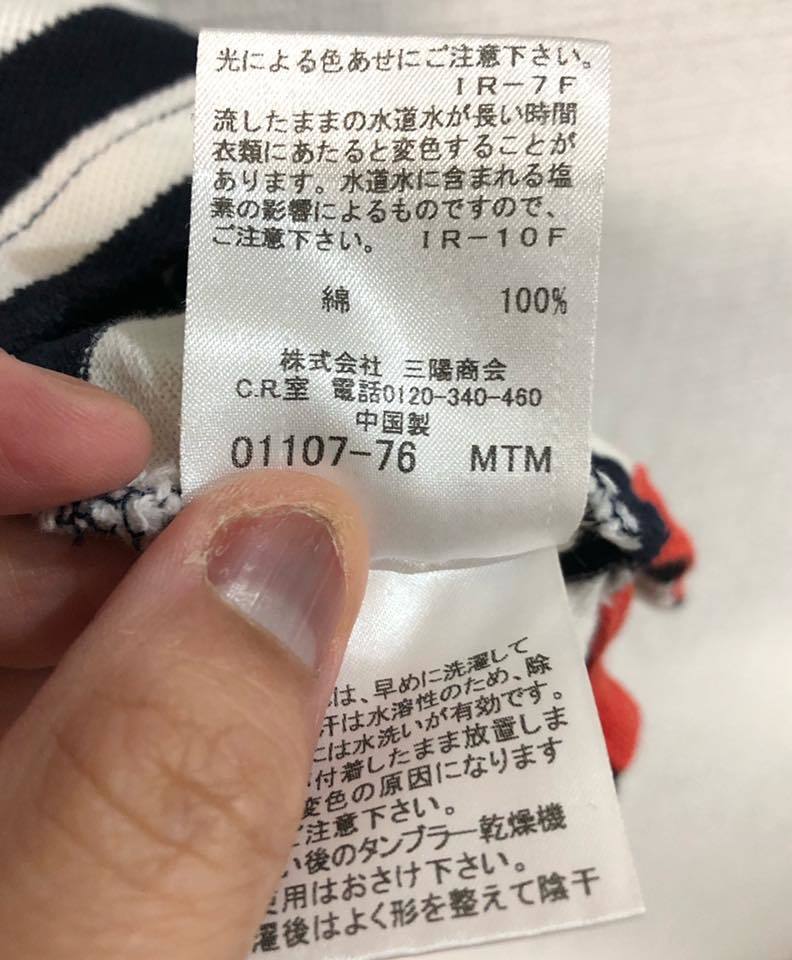 光による色あせにご注意下さい。
IR-7F
流したままの水道水が長い時間
衣類にあたると変色することが
あります。水道水に含まれる塩
素の影響によるものですので、
ご注意下さい。 IR-10F
綿 100%
株式会社 三陽商会
C.R.室 電話0120-340-460
中国製
01107-76 MTM
は、早めに洗濯して
汗は水溶性のため、除
には水洗いが有効です。
付着したまま放置しま
変色の原因になります
ご注意下さい。
い後のタンブラー乾燥機
使用はおさけ下さい。
濯後はよく形を整えて陰干